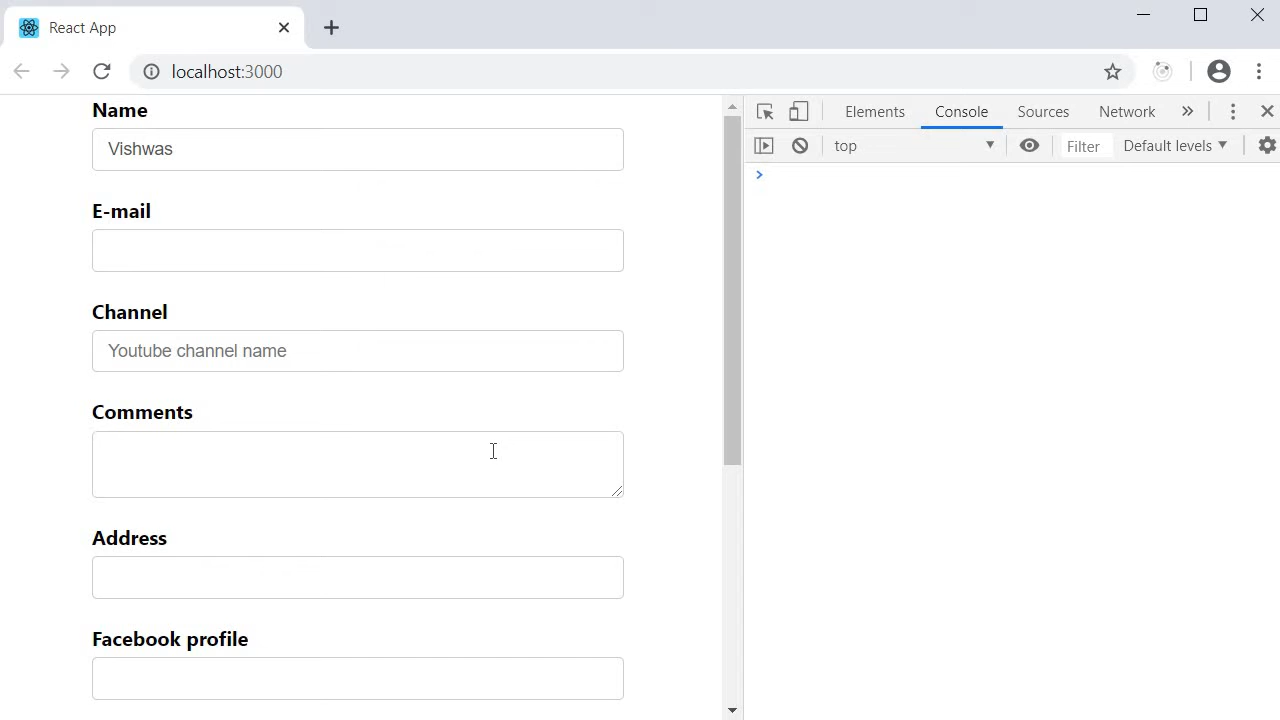 React App
localhost:3000
Name
Vishwas
E-mail
Channel
Youtube channel name
Comments
Address
Facebook profile
Elements Console Sources Network »
top Filter Default levels
>